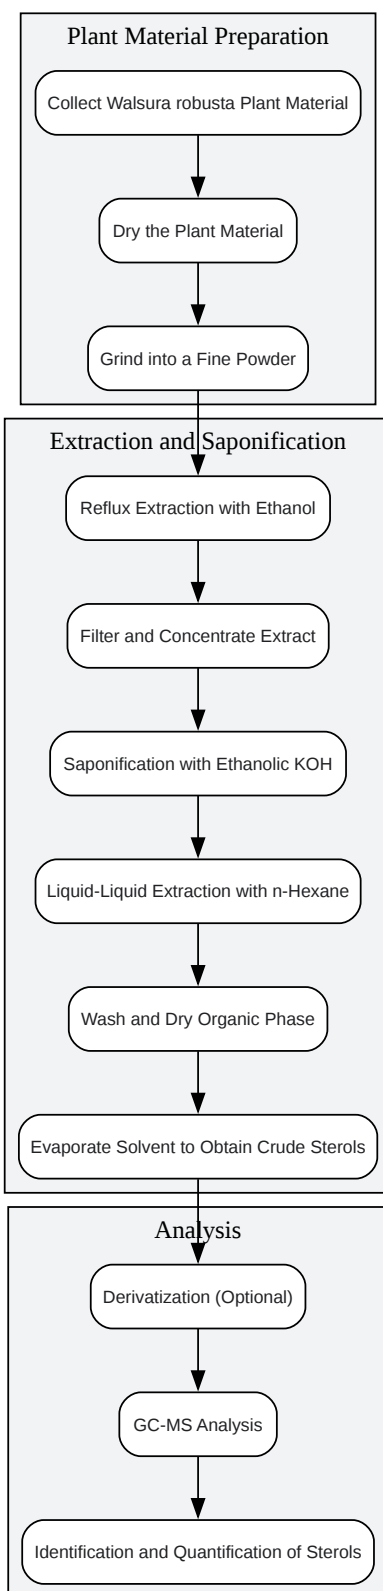 Plant Material Preparation
Collect Walsura robusta Plant Material
Dry the Plant Material
Grind into a Fine Powder
Extraction and Saponification
Reflux Extraction with Ethanol
Filter and Concentrate Extract
Saponification with Ethanolic KOH
Liquid-Liquid Extraction with n-Hexane
Wash and Dry Organic Phase
Evaporate Solvent to Obtain Crude Sterols
Analysis
Derivatization (Optional)
GC-MS Analysis
Identification and Quantification of Sterols